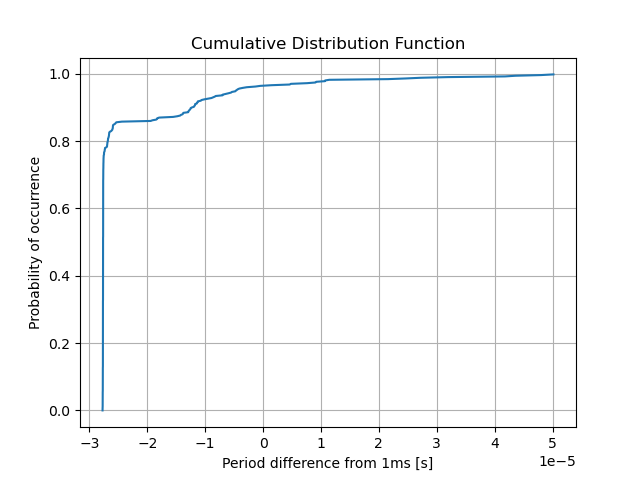 Cumulative Distribution Function
Probability of occurrence
1.0
0.8
0.6
0.4
0.2
0.0
−3 −2 −1 0 1 2 3 4 5
1e−5
Period difference from 1ms [s]